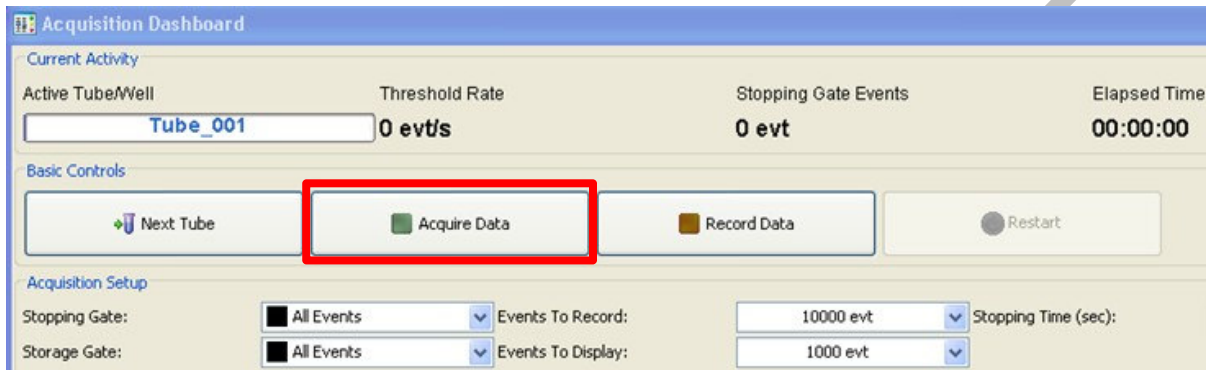 Acquisition Dashboard
Current Activity
Active Tube/Well Threshold Rate Stopping Gate Events Elapsed Time
Tube_001 0 evt/s 0 evt 00:00:00
Basic Controls
Next Tube Acquire Data Record Data Restart
Acquisition Setup
Stopping Gate: All Events Events To Record: 10000 evt Stopping Time (sec):
Storage Gate: All Events Events To Display: 1000 evt